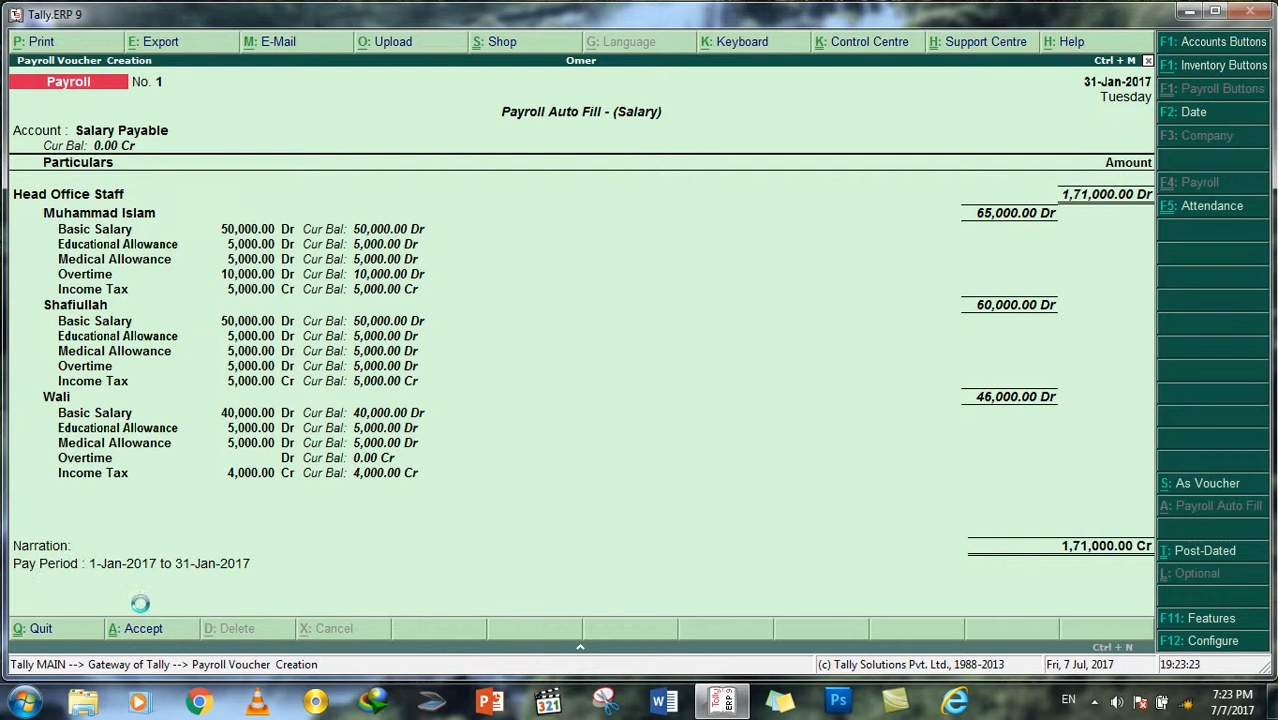 Tally.ERP 9
P: Print E: Export M: E-Mail O: Upload S: Shop G: Language K: Keyboard K: Control Centre H: Support Centre H: Help
Payroll Voucher Creation Omer Ctrl + M
Payroll No. 1 31-Jan-2017
Tuesday
Payroll Auto Fill - (Salary)
Account : Salary Payable
Cur Bal: 0.00 Cr
Particulars Amount
Head Office Staff 1,71,000.00 Dr
Muhammad Islam 65,000.00 Dr
Basic Salary 50,000.00 Dr Cur Bal: 50,000.00 Dr
Educational Allowance 5,000.00 Dr Cur Bal: 5,000.00 Dr
Medical Allowance 5,000.00 Dr Cur Bal: 5,000.00 Dr
Overtime 10,000.00 Dr Cur Bal: 10,000.00 Dr
Income Tax 5,000.00 Cr Cur Bal: 5,000.00 Cr
Shafiullah 60,000.00 Dr
Basic Salary 50,000.00 Dr Cur Bal: 50,000.00 Dr
Educational Allowance 5,000.00 Dr Cur Bal: 5,000.00 Dr
Medical Allowance 5,000.00 Dr Cur Bal: 5,000.00 Dr
Overtime 5,000.00 Dr Cur Bal: 5,000.00 Dr
Income Tax 5,000.00 Cr Cur Bal: 5,000.00 Cr
Wali 46,000.00 Dr
Basic Salary 40,000.00 Dr Cur Bal: 40,000.00 Dr
Educational Allowance 5,000.00 Dr Cur Bal: 5,000.00 Dr
Medical Allowance 5,000.00 Dr Cur Bal: 5,000.00 Dr
Overtime Dr Cur Bal: 0.00 Cr
Income Tax 4,000.00 Cr Cur Bal: 4,000.00 Cr
Narration: 1,71,000.00 Cr
Pay Period : 1-Jan-2017 to 31-Jan-2017
Q: Quit A: Accept D: Delete X: Cancel
Ctrl + N
F1: Accounts Buttons
F1: Inventory Buttons
F1: Payroll Buttons
F2: Date
F3: Company
F4: Payroll
F5: Attendance
S: As Voucher
A: Payroll Auto Fill
T: Post-Dated
L: Optional
F11: Features
F12: Configure
Tally MAIN --> Gateway of Tally --> Payroll Voucher Creation (c) Tally Solutions Pvt. Ltd., 1988-2013 Fri, 7 Jul, 2017 19:23:23
EN 7:23 PM
7/7/2017